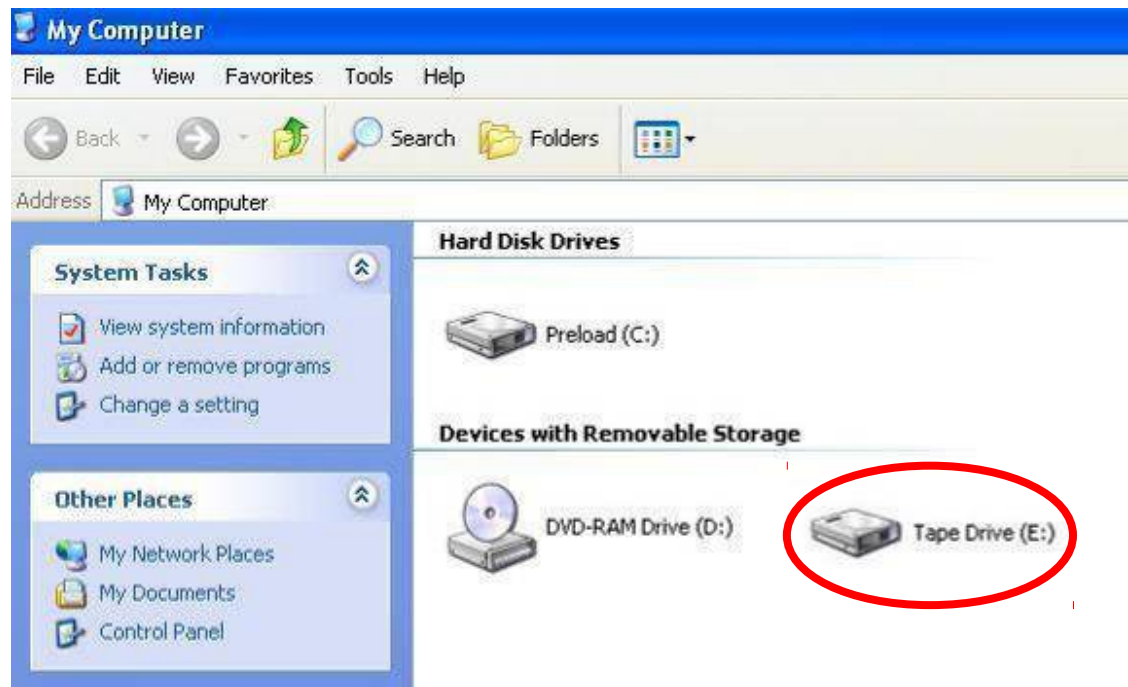 My Computer
File Edit View Favorites Tools Help
Back Search Folders
Address My Computer
System Tasks
View system information
Add or remove programs
Change a setting
Other Places
My Network Places
My Documents
Control Panel
Hard Disk Drives
Preload (C:)
Devices with Removable Storage
DVD-RAM Drive (D:) Tape Drive (E:)